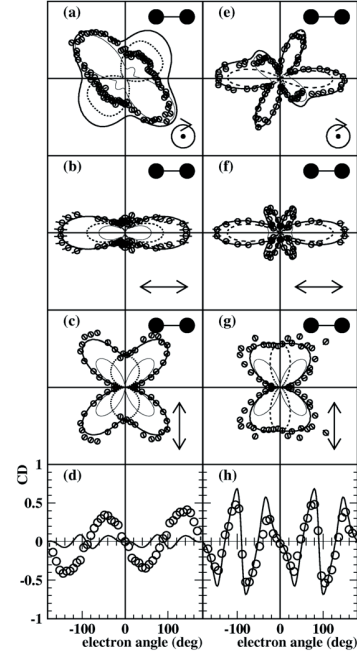 (a)
(e)
(b)
(f)
(c)
(g)
(d)
(h)
CD
1
0.5
0
-0.5
-1
-100 0 100
-100 0 100
electron angle (deg)
electron angle (deg)